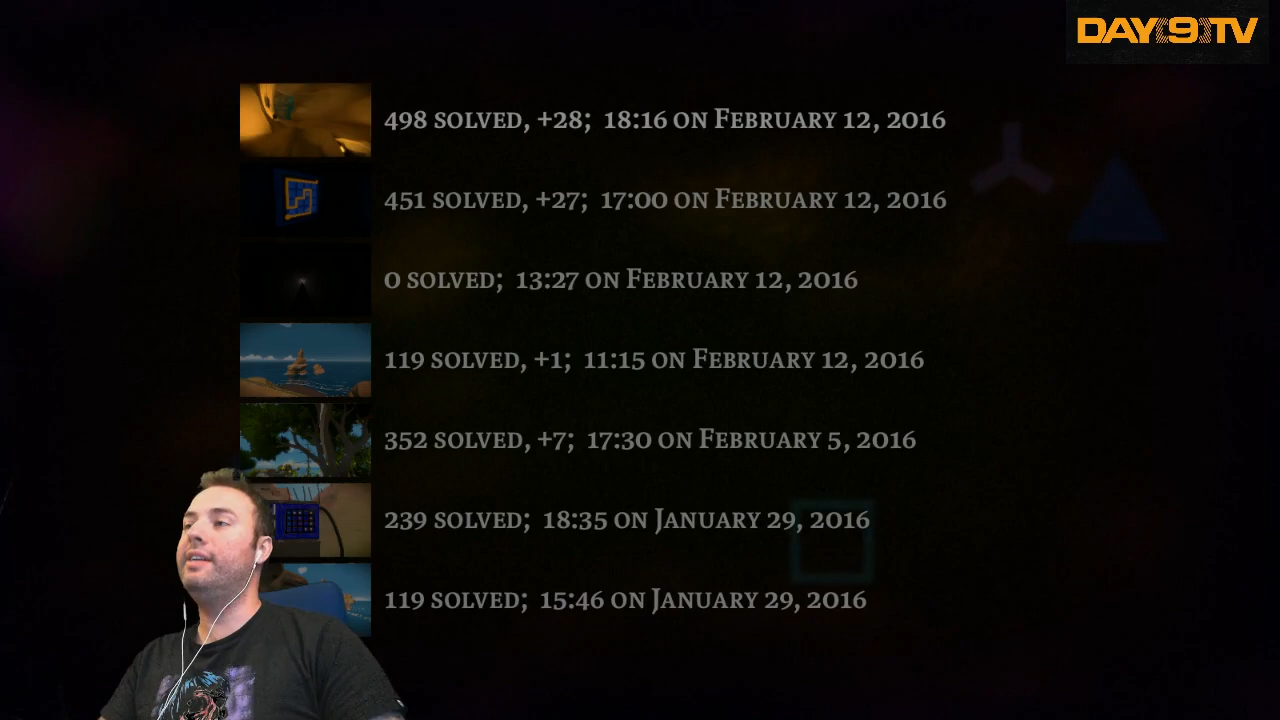 DAY[9]TV
498 SOLVED, +28; 18:16 ON FEBRUARY 12, 2016
451 SOLVED, +27; 17:00 ON FEBRUARY 12, 2016
0 SOLVED; 13:27 ON FEBRUARY 12, 2016
119 SOLVED, +1; 11:15 ON FEBRUARY 12, 2016
352 SOLVED, +7; 17:30 ON FEBRUARY 5, 2016
239 SOLVED; 18:35 ON JANUARY 29, 2016
119 SOLVED; 15:46 ON JANUARY 29, 2016